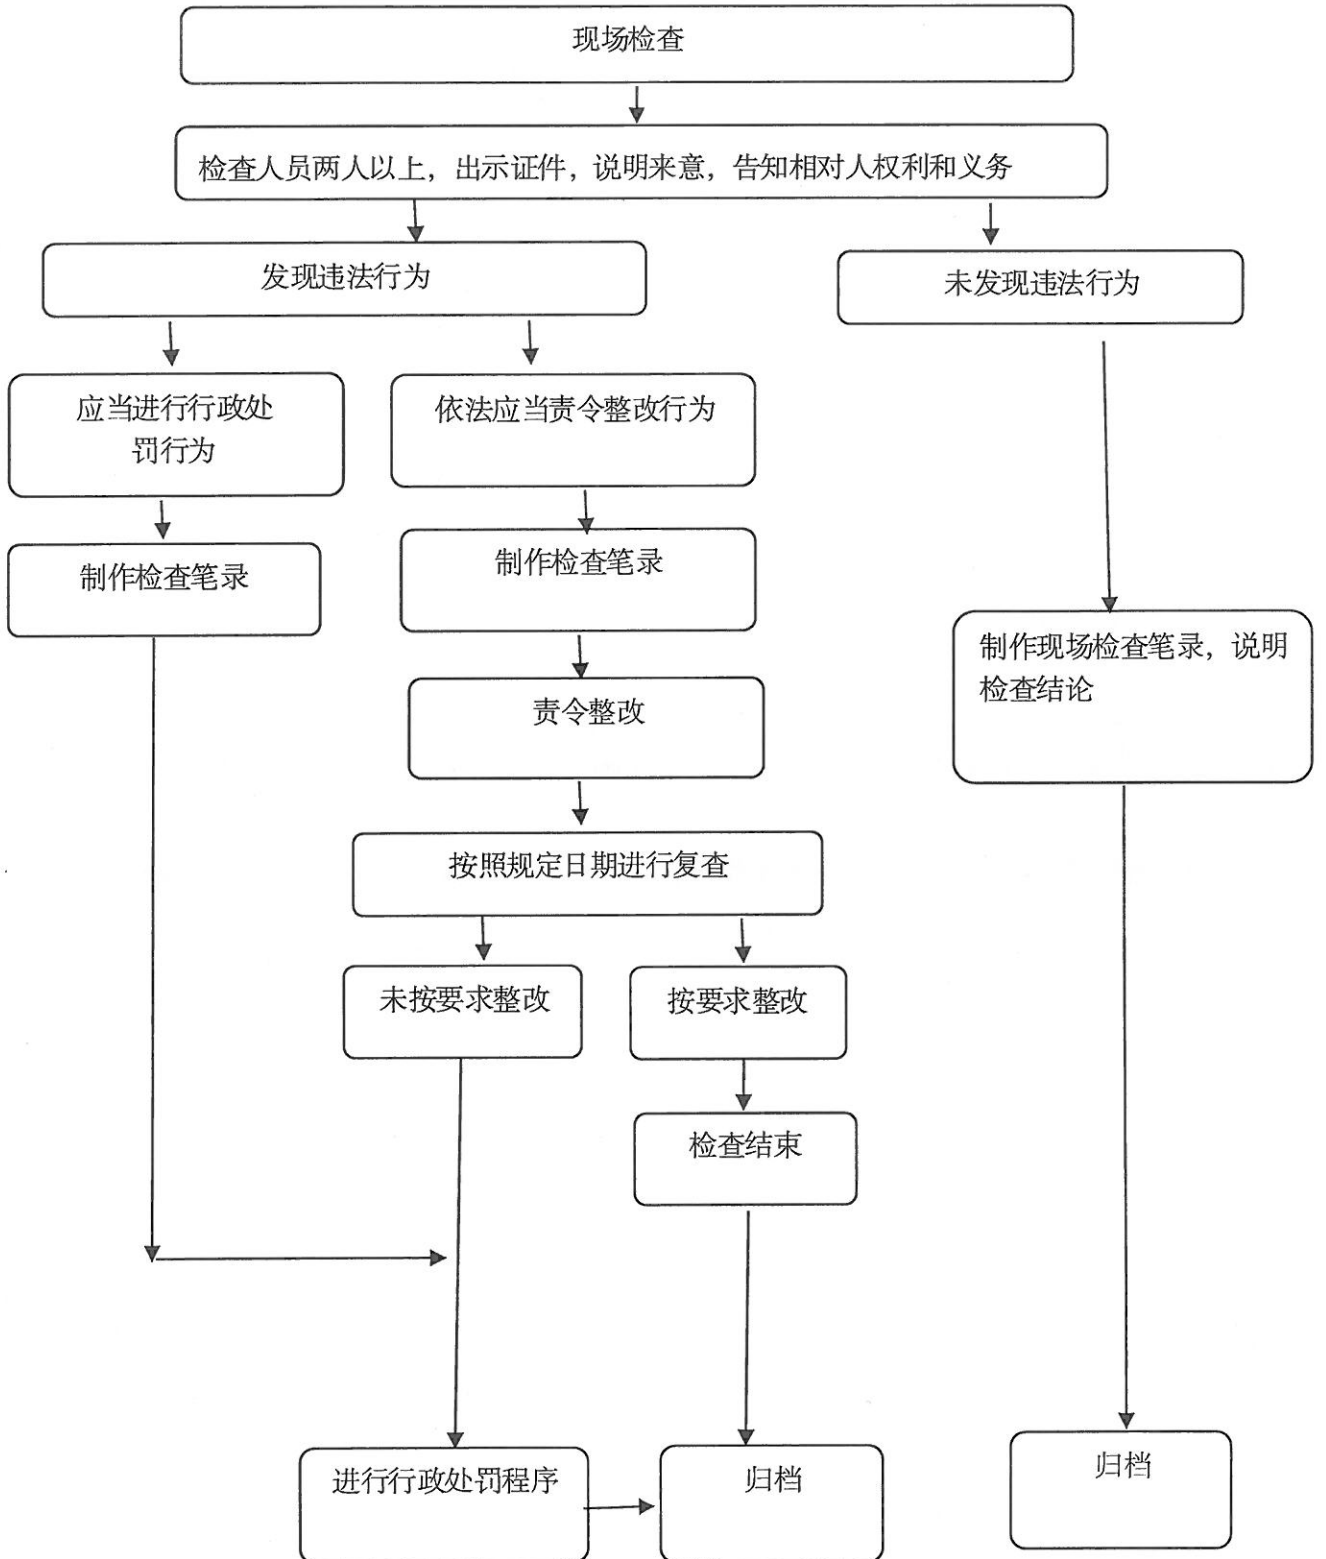 现场检查
检查人员两人以上，出示证件，说明来意，告知相对人权利和义务
发现违法行为
未发现违法行为
应当进行行政处
罚行为
依法应当责令整改行为
制作检查笔录
制作检查笔录
制作现场检查笔录，说明
检查结论
责令整改
按照规定日期进行复查
未按要求整改
按要求整改
检查结束
进行行政处罚程序
归档
归档